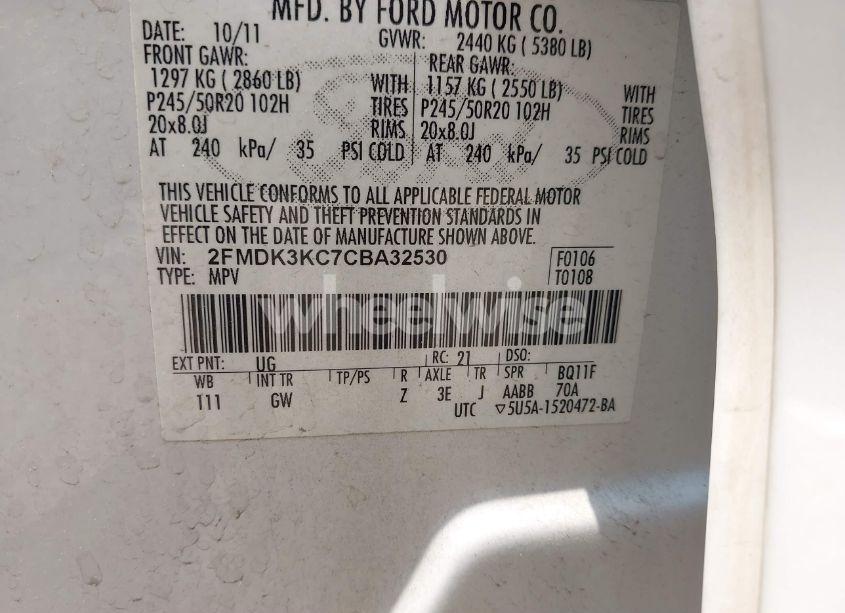 MFD. BY FORD MOTOR CO.
DATE: 10/11 GVWR: 2440 KG ( 5380 LB)
FRONT GAWR: REAR GAWR:
1297 KG ( 2860 LB) WITH 1157 KG ( 2550 LB) WITH
P245/50R20 102H TIRES P245/50R20 102H TIRES
20x8.0J RIMS 20x8.0J RIMS
AT 240 kPa/ 35 PSI COLD AT 240 kPa/ 35 PSI COLD
THIS VEHICLE CONFORMS TO ALL APPLICABLE FEDERAL MOTOR
VEHICLE SAFETY AND THEFT PREVENTION STANDARDS IN
EFFECT ON THE DATE OF MANUFACTURE SHOWN ABOVE.
VIN: 2FMDK3KC7CBA32530 F0106
TYPE: MPV T0108
wheelwise
EXT PNT: UG RC: 21 DSO:
WB INT TR TP/PS R AXLE TR SPR BQ11F
T11 GW Z 3E J AABB 70A
UTC ▽5U5A-1520472-BA